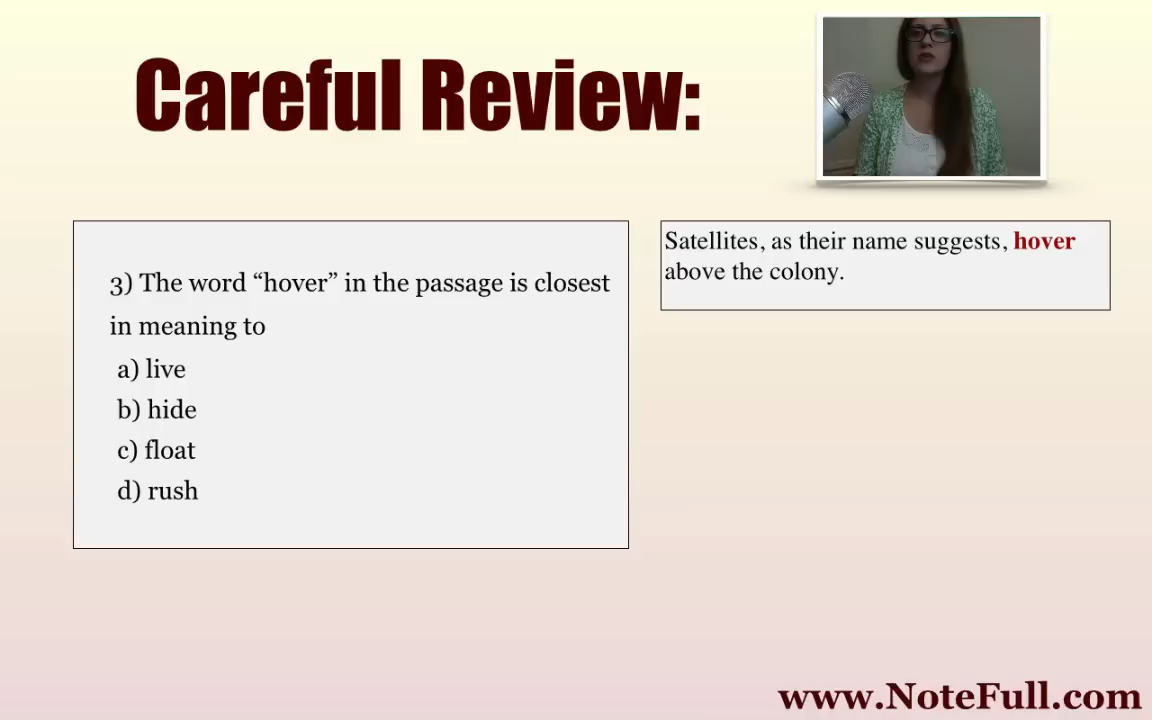 Careful Review:
3) The word “hover” in the passage is closest
in meaning to
a) live
b) hide
c) float
d) rush
Satellites, as their name suggests, hover
above the colony.
www.NoteFull.com